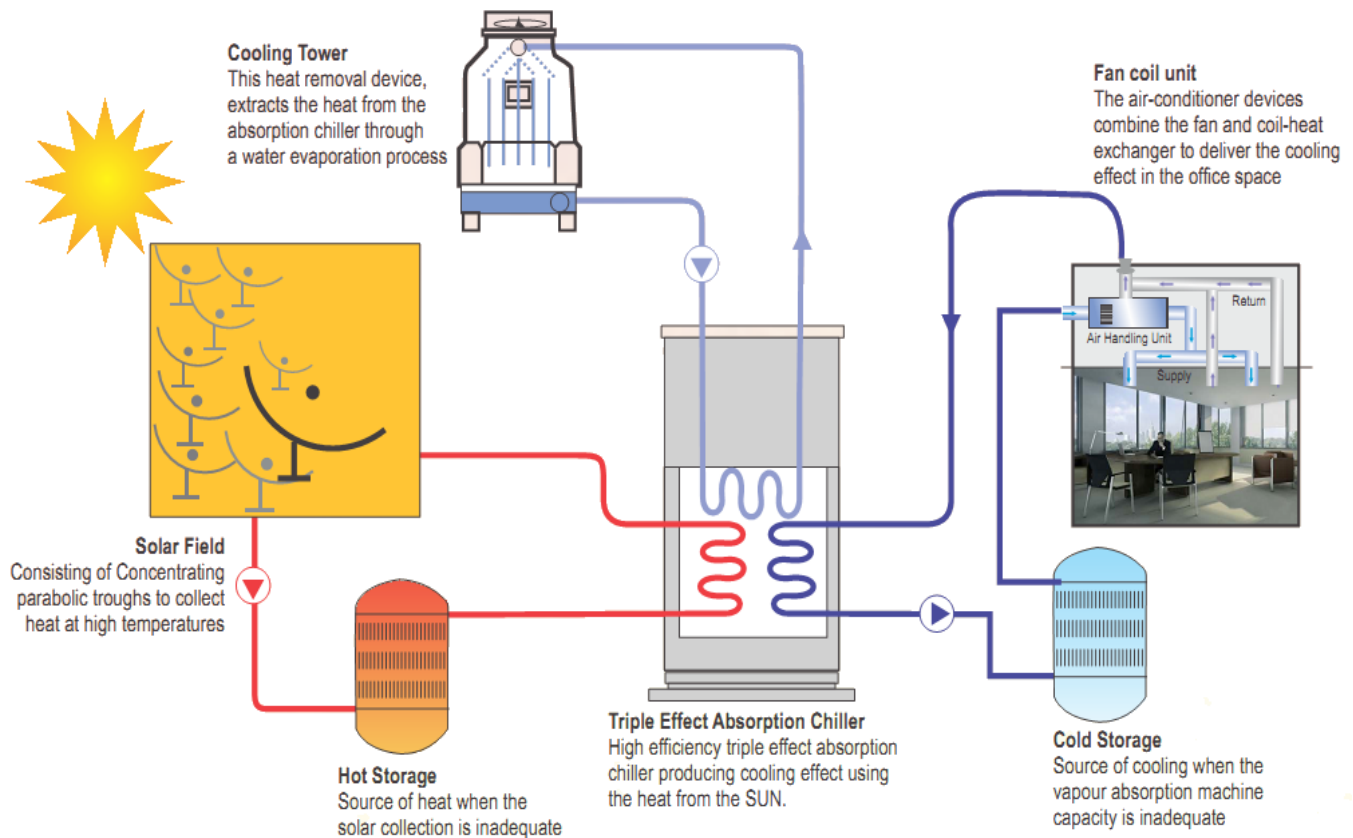 Cooling Tower
This heat removal device,
extracts the heat from the
absorption chiller through
a water evaporation process
Fan coil unit
The air-conditioner devices
combine the fan and coil-heat
exchanger to deliver the cooling
effect in the office space
Return
Air Handling Unit
Supply
Solar Field
Consisting of Concentrating
parabolic troughs to collect
heat at high temperatures
Hot Storage
Source of heat when the
solar collection is inadequate
Triple Effect Absorption Chiller
High efficiency triple effect absorption
chiller producing cooling effect using
the heat from the SUN.
Cold Storage
Source of cooling when the
vapour absorption machine
capacity is inadequate